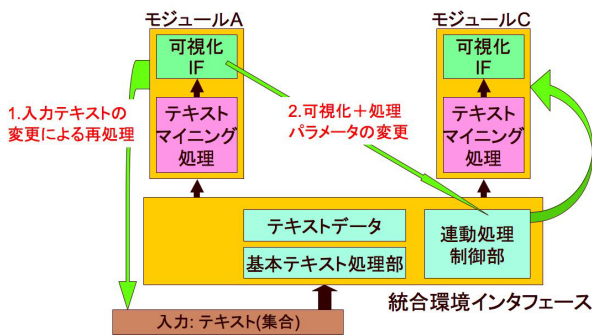 モジュールA
モジュールC
可視化
IF
可視化
IF
1.入力テキストの
変更による再処理
テキスト
マイニング
処理
2.可視化+処理
パラメータの変更
テキスト
マイニング
処理
テキストデータ
基本テキスト処理部
連動処理
制御部
統合環境インタフェース
入力: テキスト(集合)